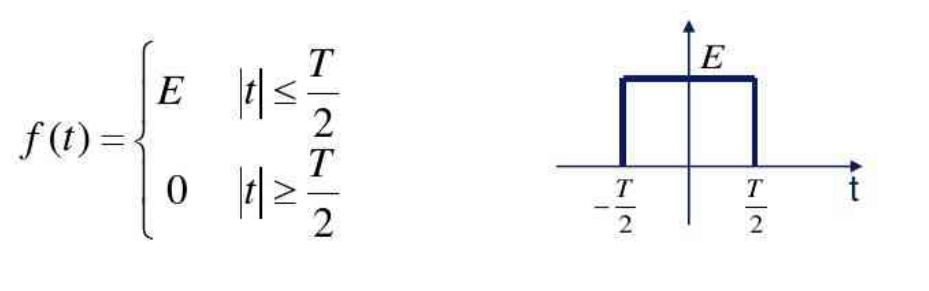 f(t) = { E |t| ≤ T/2
0 |t| ≥ T/2
E
-T/2 T/2 t